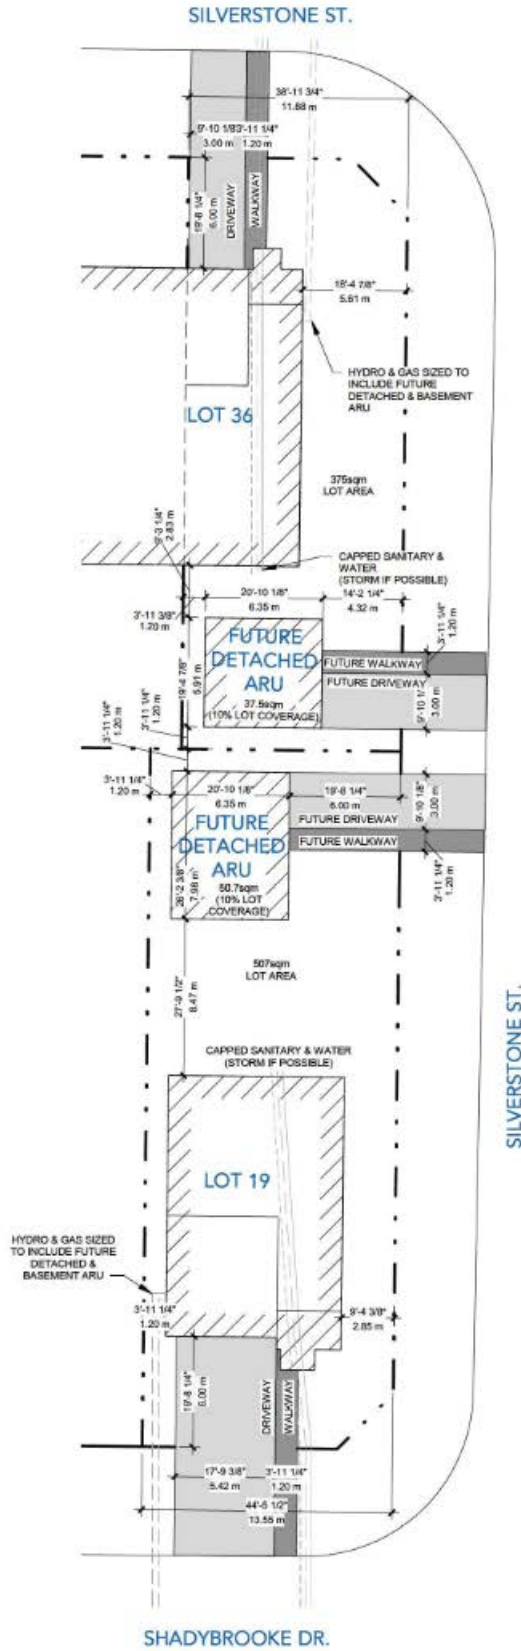 SILVERSTONE ST.
38'-11 3/4"
11.88 m
9'-10 1/8"
3'-11 1/4"
3.00 m
1.20 m
19'-8 1/4"
6.00 m
DRIVEWAY
WALKWAY
18'-4 7/8"
5.61 m
HYDRO & GAS SIZED TO
INCLUDE FUTURE
DETACHED & BASEMENT
ARU
LOT 36
375sqm
LOT AREA
9'-3 1/4"
2.83 m
CAPPED SANITARY &
WATER
(STORM IF POSSIBLE)
20'-10 1/8"
6.35 m
14'-2 1/4"
4.32 m
3'-11 3/8"
1.20 m
3'-11 1/4"
1.20 m
FUTURE
DETACHED
ARU
37.5sqm
(10% LOT COVERAGE)
19'-4 7/8"
5.91 m
FUTURE WALKWAY
FUTURE DRIVEWAY
9'-10 1/
3.00 m
3'-11 1/4"
1.20 m
3'-11 1/4"
1.20 m
3'-11 1/4"
1.20 m
20'-10 1/8"
6.35 m
19'-8 1/4"
6.00 m
9'-10 1/8"
3.00 m
FUTURE DRIVEWAY
FUTURE WALKWAY
FUTURE
DETACHED
ARU
50.7sqm
(10% LOT
COVERAGE)
26'-2 3/8"
7.98 m
3'-11 1/4"
1.20 m
507sqm
LOT AREA
27'-9 1/2"
8.47 m
SILVERSTONE ST.
CAPPED SANITARY & WATER
(STORM IF POSSIBLE)
LOT 19
HYDRO & GAS SIZED
TO INCLUDE FUTURE
DETACHED &
BASEMENT ARU
3'-11 1/4"
1.20 m
9'-4 3/8"
2.85 m
19'-8 1/4"
6.00 m
DRIVEWAY
WALKWAY
17'-9 3/8"
5.42 m
3'-11 1/4"
1.20 m
44'-5 1/2"
13.55 m
SHADYBROOKE DR.